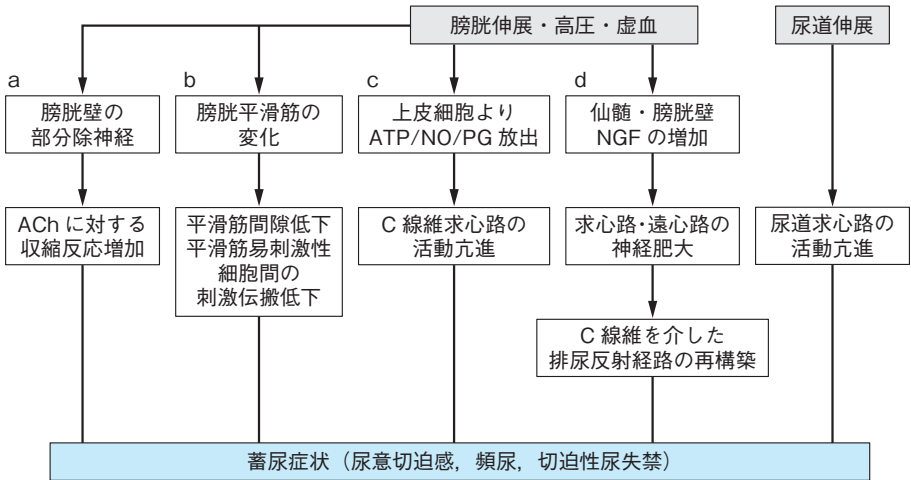 膀胱伸展・高圧・虚血
尿道伸展
a
膀胱壁の
部分除神経
b
膀胱平滑筋の
変化
c
上皮細胞より
ATP/NO/PG 放出
d
仙髄・膀胱壁
NGF の増加
ACh に対する
収縮反応増加
平滑筋間隙低下
平滑筋易刺激性
細胞間の
刺激伝搬低下
C 線維求心路の
活動亢進
求心路・遠心路の
神経肥大
尿道求心路の
活動亢進
C 線維を介した
排尿反射経路の再構築
蓄尿症状（尿意切迫感，頻尿，切迫性尿失禁）